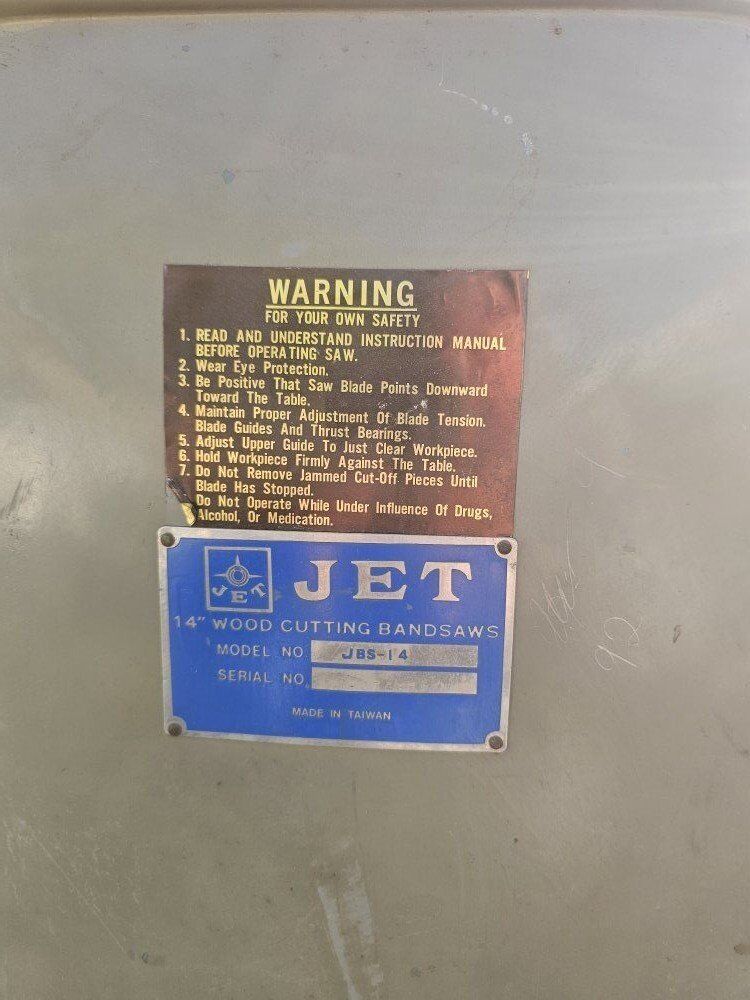 WARNING
FOR YOUR OWN SAFETY
1. READ AND UNDERSTAND INSTRUCTION MANUAL
BEFORE OPERATING SAW.
2. Wear Eye Protection.
3. Be Positive That Saw Blade Points Downward
Toward The Table.
4. Maintain Proper Adjustment Of Blade Tension.
Blade Guides And Thrust Bearings.
5. Adjust Upper Guide To Just Clear Workpiece.
6. Hold Workpiece Firmly Against The Table.
7. Do Not Remove Jammed Cut-Off Pieces Until
Blade Has Stopped.
Do Not Operate While Under Influence Of Drugs,
Alcohol, Or Medication.
JET
JET
14" WOOD CUTTING BANDSAWS
MODEL NO. JBS-14
SERIAL NO.
MADE IN TAIWAN